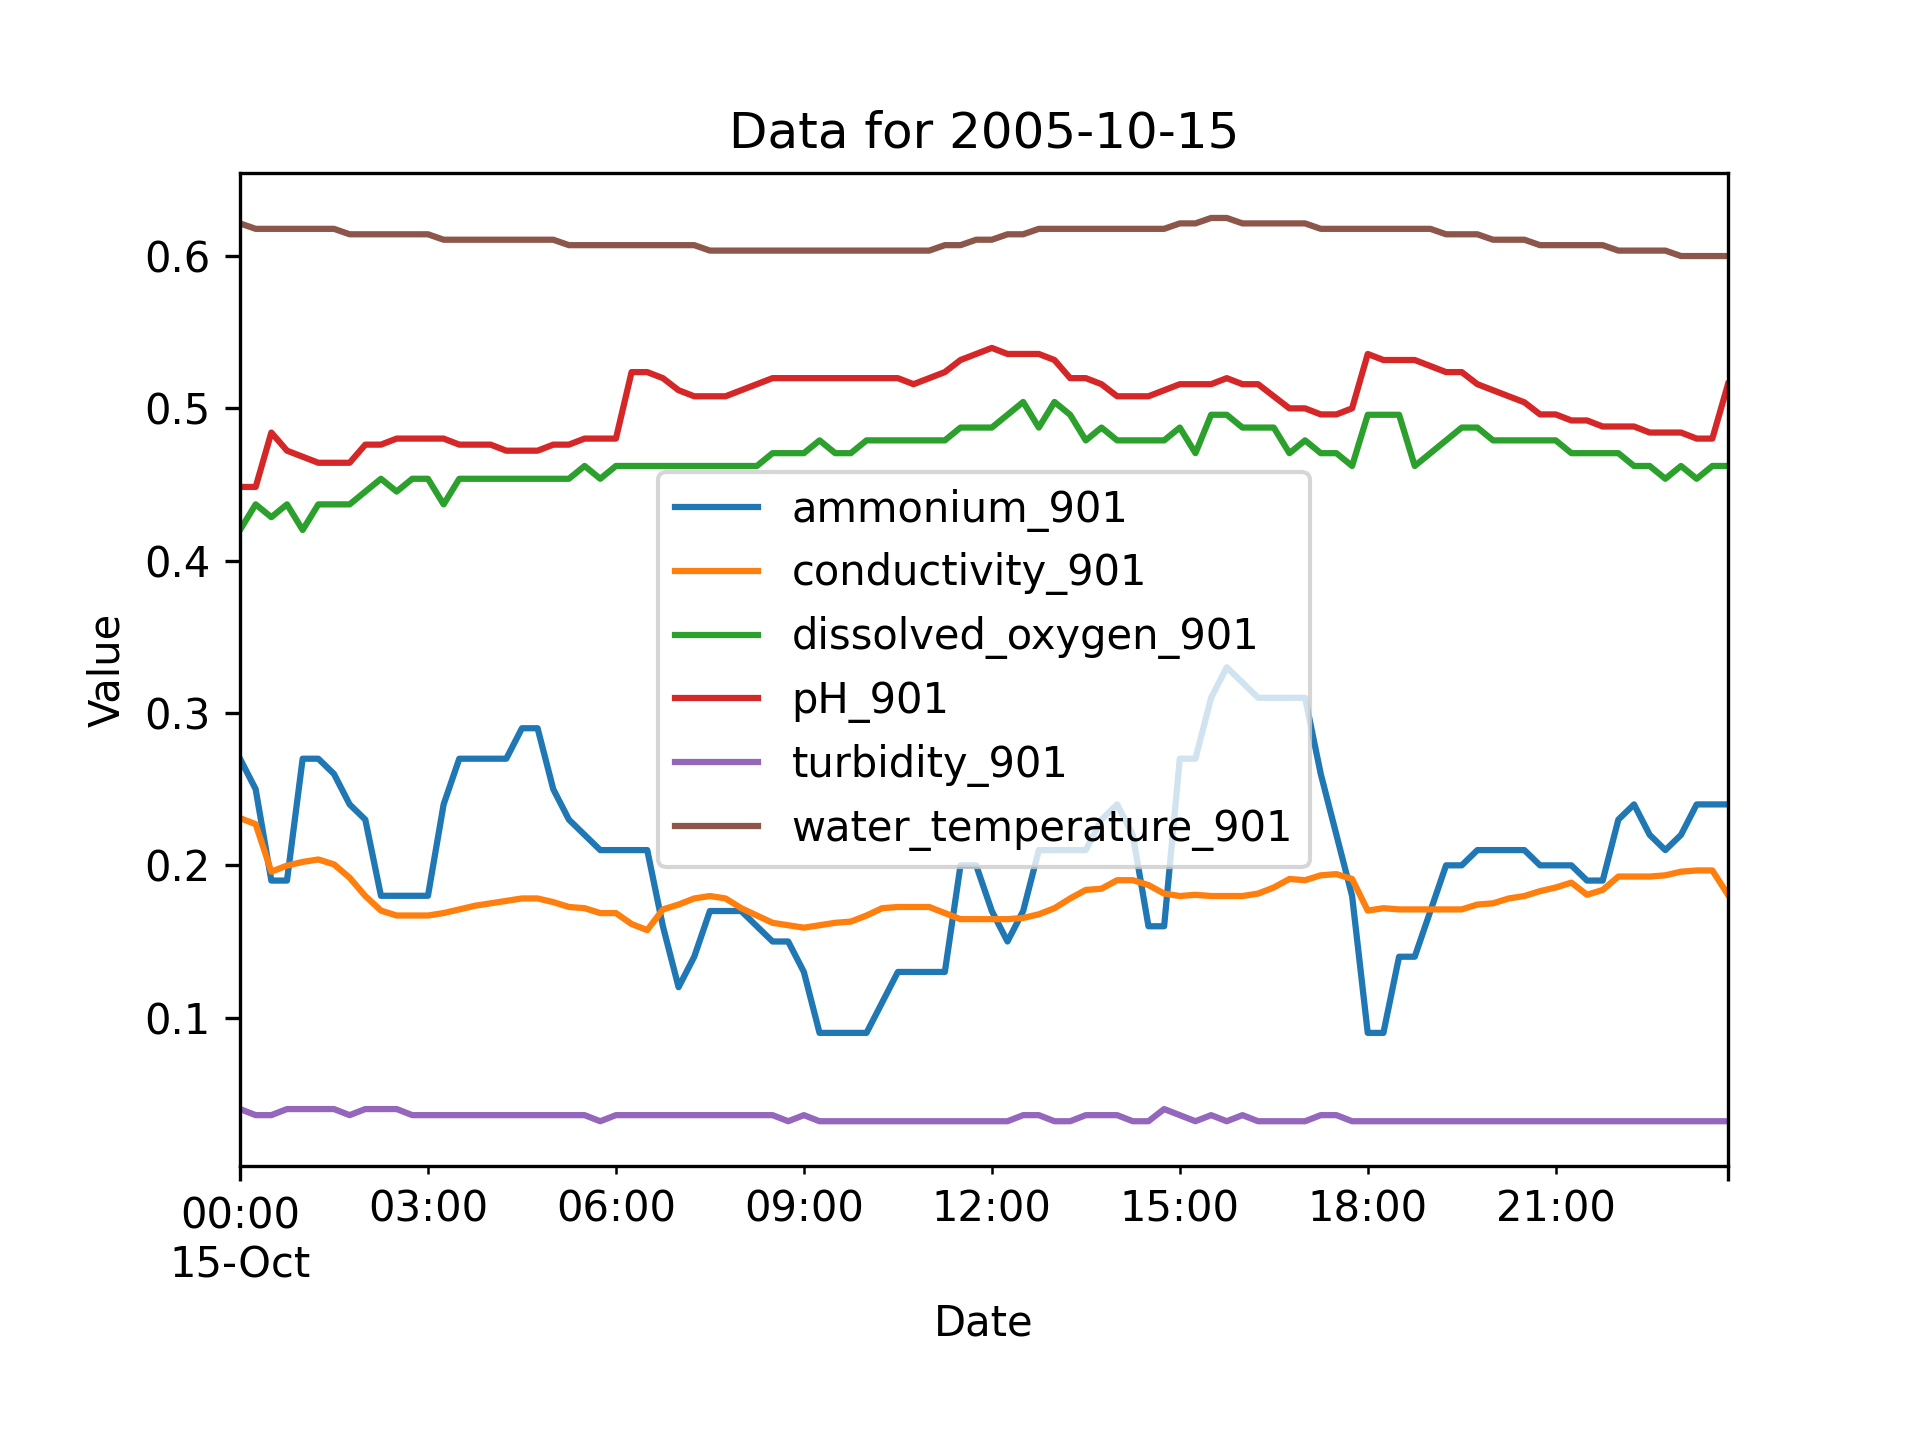 Data for 2005-10-15
Value
0.6
0.5
0.4
0.3
0.2
0.1
ammonium_901
conductivity_901
dissolved_oxygen_901
pH_901
turbidity_901
water_temperature_901
00:00 03:00 06:00 09:00 12:00 15:00 18:00 21:00
15-Oct
Date